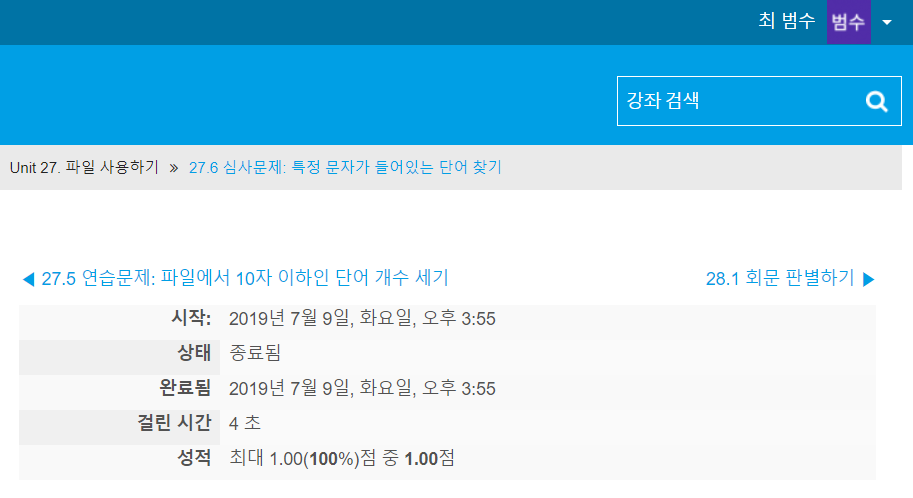 최 범수 범수
강좌 검색
Unit 27. 파일 사용하기 » 27.6 심사문제: 특정 문자가 들어있는 단어 찾기
◀ 27.5 연습문제: 파일에서 10자 이하인 단어 개수 세기 28.1 회문 판별하기 ▶
시작: 2019년 7월 9일, 화요일, 오후 3:55
상태 종료됨
완료됨 2019년 7월 9일, 화요일, 오후 3:55
걸린 시간 4 초
성적 최대 1.00(100%)점 중 1.00점